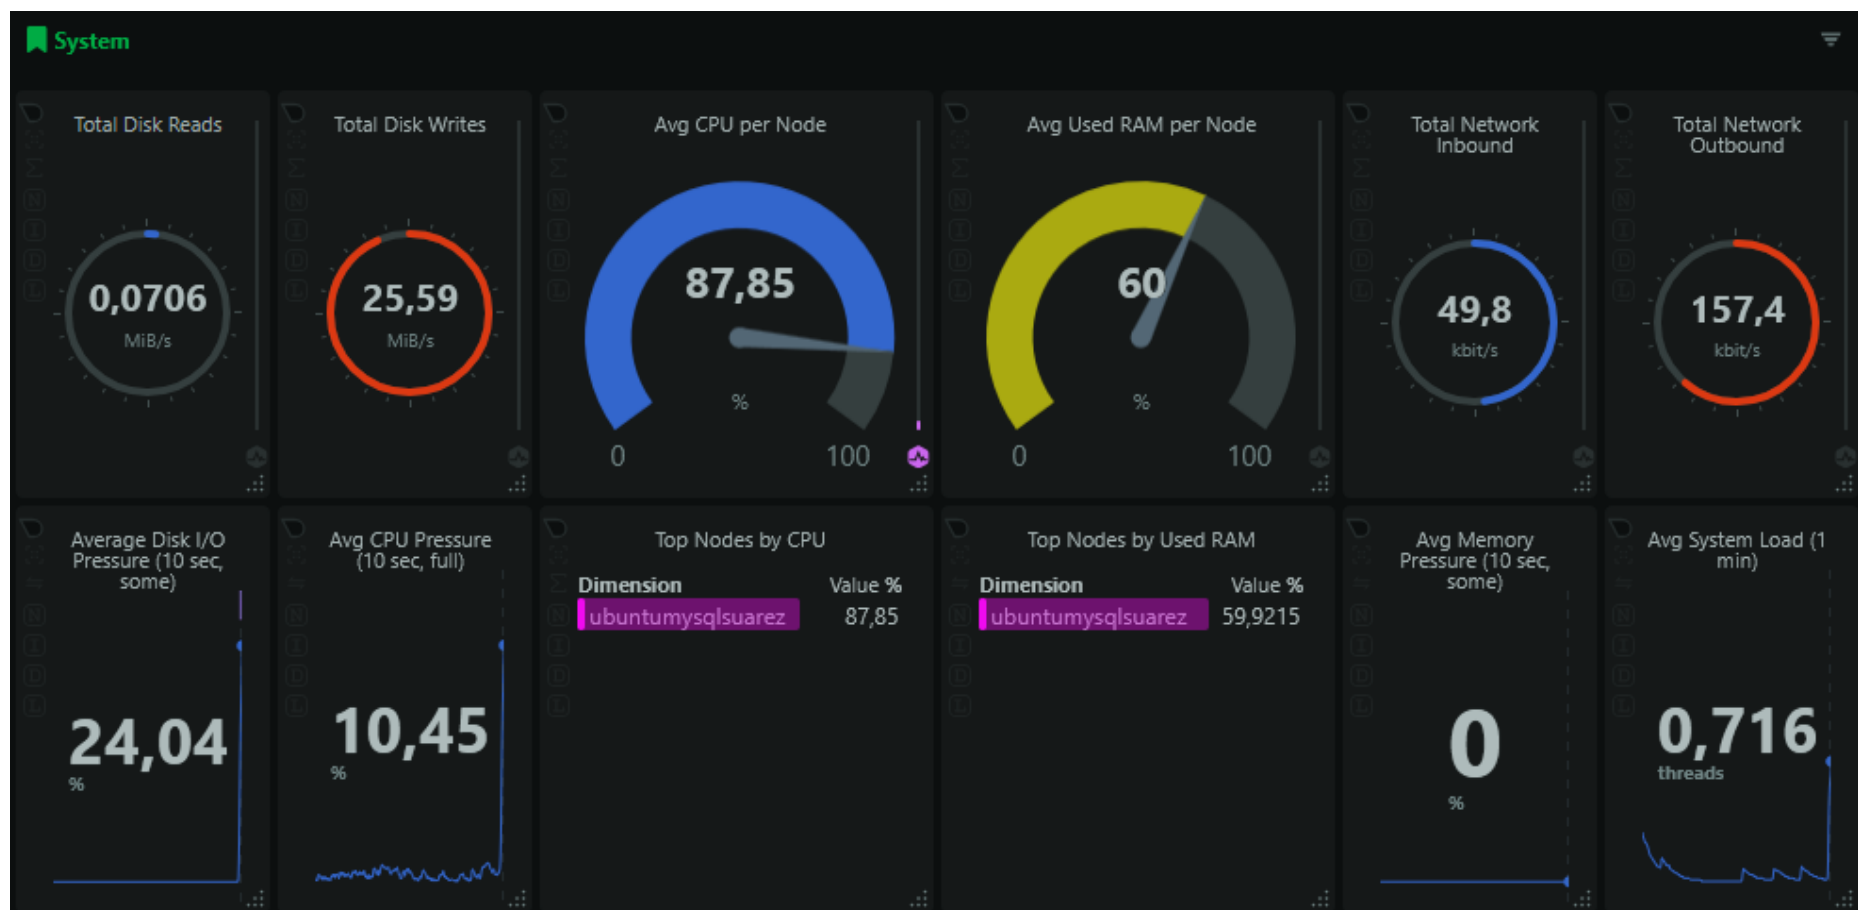 System
Total Disk Reads
0,0706
MiB/s
Total Disk Writes
25,59
MiB/s
Avg CPU per Node
87,85
%
0 100
Avg Used RAM per Node
60
%
0 100
Total Network
Inbound
49,8
kbit/s
Total Network
Outbound
157,4
kbit/s
N
I
D
L
N
I
D
L
N
I
D
L
N
I
D
L
N
I
D
L
N
I
D
L
Average Disk I/O
Pressure (10 sec,
some)
24,04
%
Avg CPU Pressure
(10 sec, full)
10,45
%
Top Nodes by CPU
Dimension Value %
ubuntumysqlsuarez 87,85
Top Nodes by Used RAM
Dimension Value %
ubuntumysqlsuarez 59,9215
Avg Memory
Pressure (10 sec,
some)
0
%
Avg System Load (1
min)
0,716
threads
N
I
D
L
N
I
D
L
N
I
D
L
N
I
D
L
N
I
D
L
N
I
D
L